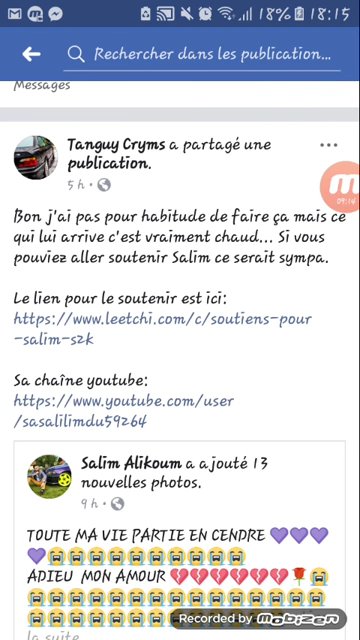 18% 18:15
Rechercher dans les publication...
Messages
Tanguy Cryms a partagé une
publication.
5 h
09:14
Bon j'ai pas pour habitude de faire ça mais ce
qui lui arrive c'est vraiment chaud... Si vous
pouviez aller soutenir Salim ce serait sympa.
Le lien pour le soutenir est ici:
https://www.leetchi.com/c/soutiens-pour
-salim-s2k
Sa chaîne youtube:
https://www.youtube.com/user
/sasalilimdu59264
Salim Alikoum a ajouté 13
nouvelles photos.
9 h
TOUTE MA VIE PARTIE EN CENDRE 💜💜💜
💜😭😭😭😭😭😭😭😭😭😭
ADIEU MON AMOUR 💔💔💔💔💔💔🌹😭
la suite
Recorded by
mobizen